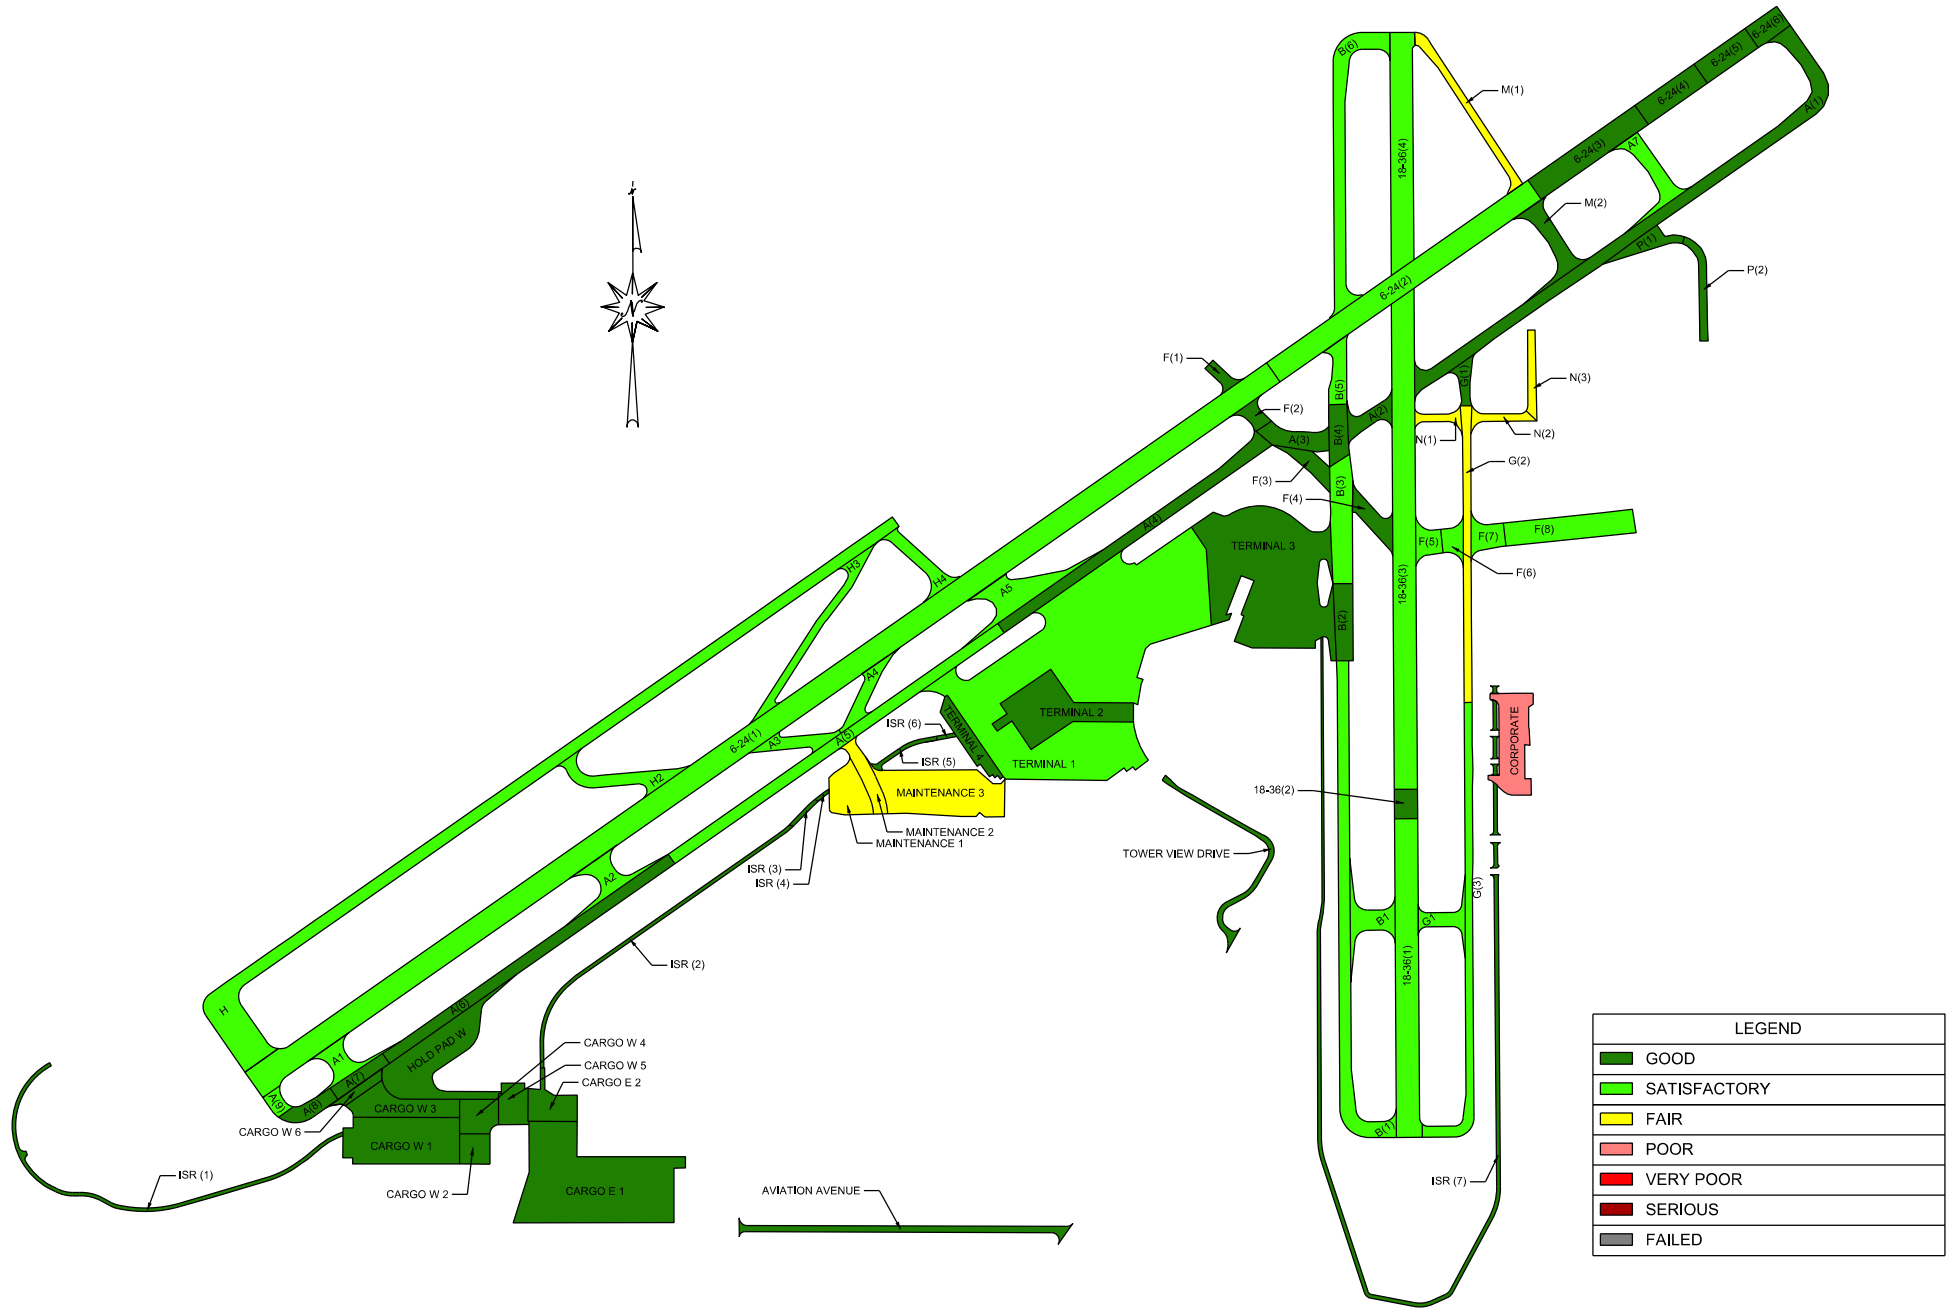 B(6)
6-24(6)
6-24(5)
6-24(4)
M(1)
A(1)
18-36(4)
6-24(3)
A7
M(2)
P(1)
P(2)
N
6-24(2)
F(1)
G(1)
N(3)
B(5)
F(2)
A(2)
A(3)
B(4)
N(1)
N(2)
G(2)
F(3)
B(3)
F(4)
A(4)
F(8)
F(7)
F(5)
TERMINAL 3
F(6)
H3
H4
A5
18-36(3)
B(2)
A4
TERMINAL 2
ISR (6)
TERMINAL 4
A(5)
A3
6-24(1)
CORPORATE
ISR (5)
TERMINAL 1
H2
MAINTENANCE 3
18-36(2)
MAINTENANCE 2
MAINTENANCE 1
TOWER VIEW DRIVE
ISR (3)
ISR (4)
A2
G(3)
B1
G1
ISR (2)
18-36(1)
H
A(6)
HOLD PAD W
A1
CARGO W 4
CARGO W 5
A(7)
CARGO E 2
A(9)
A(8)
CARGO W 3
CARGO W 6
B(1)
CARGO W 1
ISR (1)
CARGO W 2
CARGO E 1
AVIATION AVENUE
ISR (7)
LEGEND
GOOD
SATISFACTORY
FAIR
POOR
VERY POOR
SERIOUS
FAILED